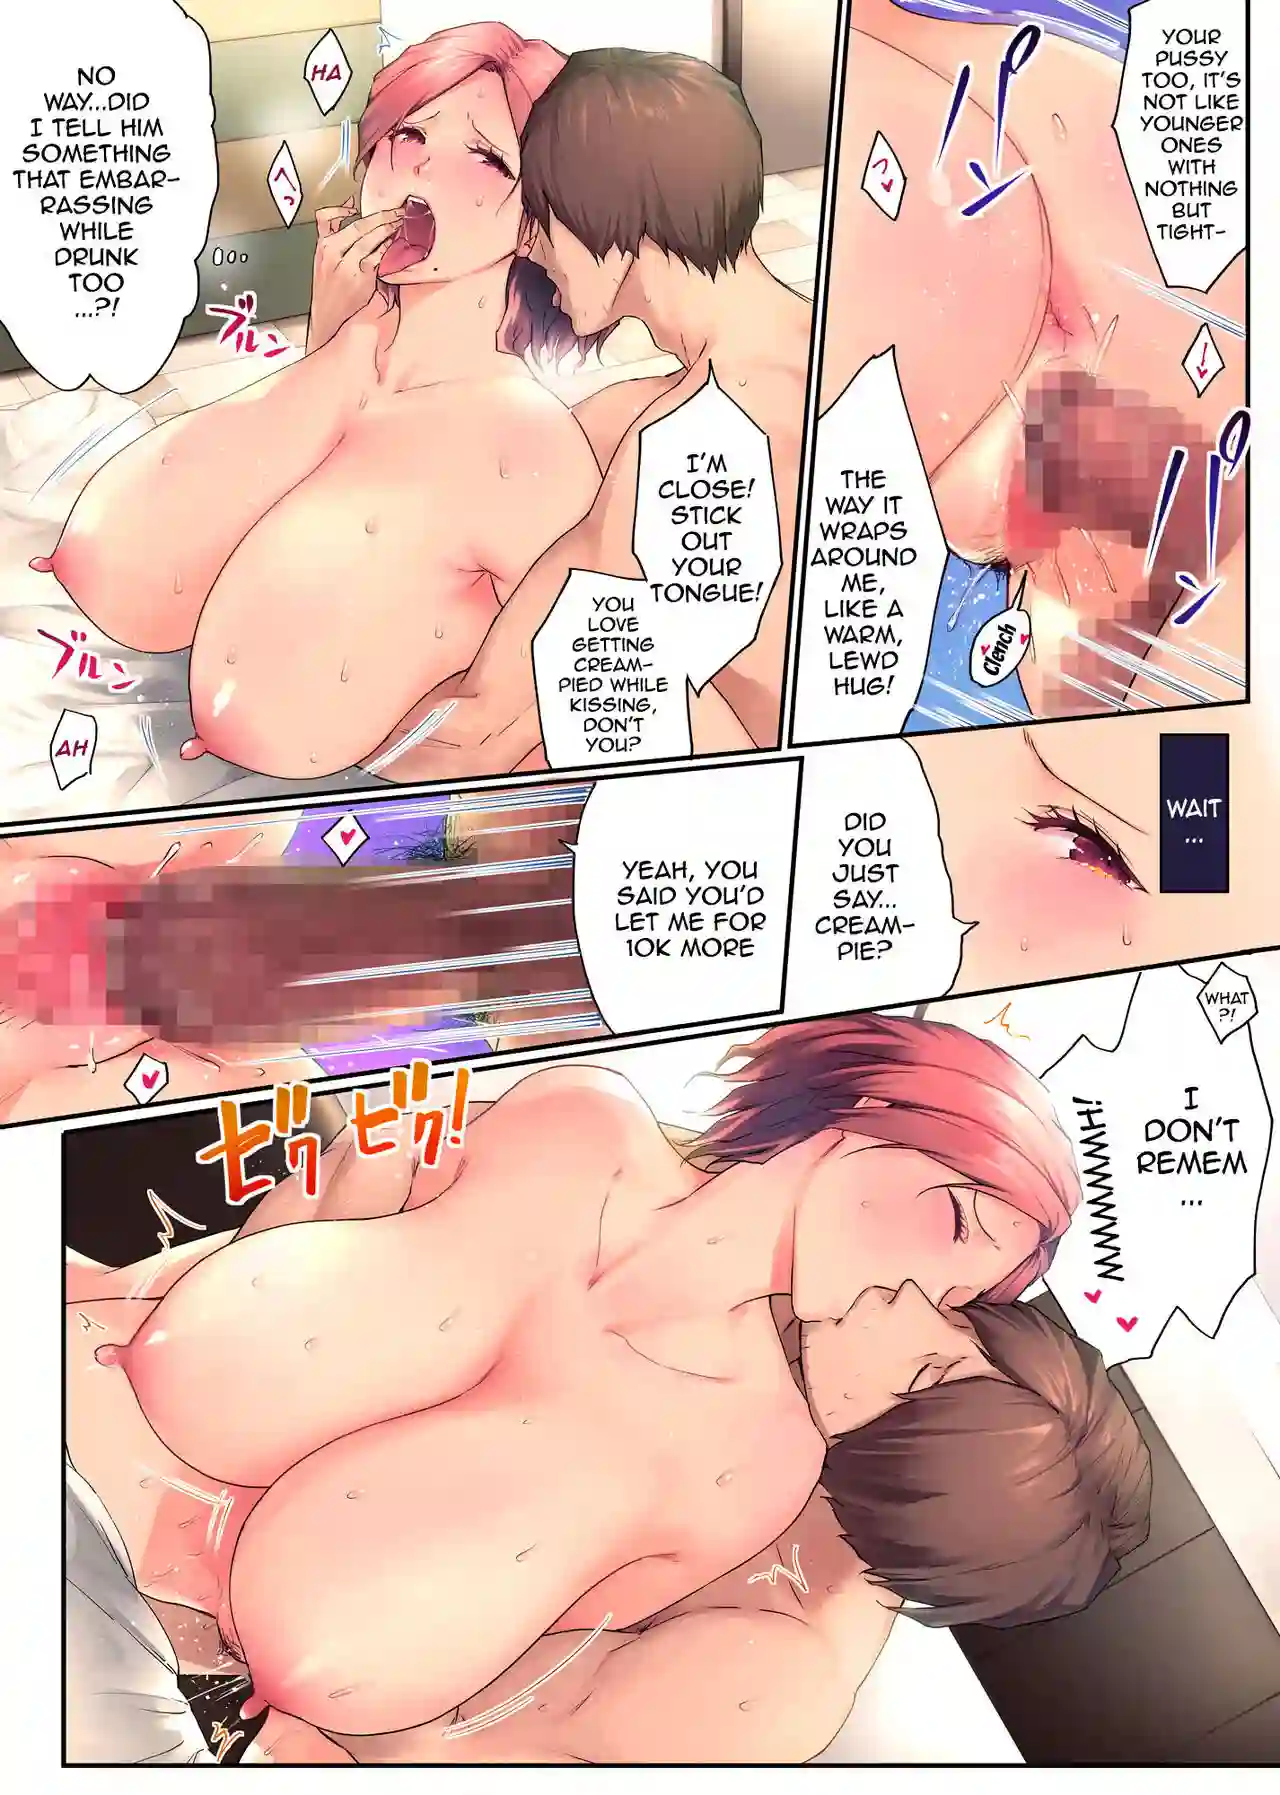 YOUR
PUSSY
TOO, IT'S
NOT LIKE
YOUNGER
ONES
WITH
NOTHING
BUT
TIGHT-
パン
っ♥
THE
WAY IT
WRAPS
AROUND
ME,
LIKE A
WARM,
LEWD
HUG!
パン
Clench
HA
へっ
NO
WAY...DID
I TELL HIM
SOMETHING
THAT EMBAR-
RASSING
WHILE
DRUNK
TOO
...?!
ブルン
I'M
CLOSE!
STICK
OUT
YOUR
TONGUE!
YOU
LOVE
GETTING
CREAM-
PIED WHILE
KISSING,
DON'T
YOU?
ブルン
AH
WAIT
...
DID
YOU
JUST
SAY...
CREAM-
PIE?
YEAH, YOU
SAID YOU'D
LET ME FOR
10K MORE
WHAT
?!
I
DON'T
REMEM
...
MMMMMHH!
ビク
ビク!